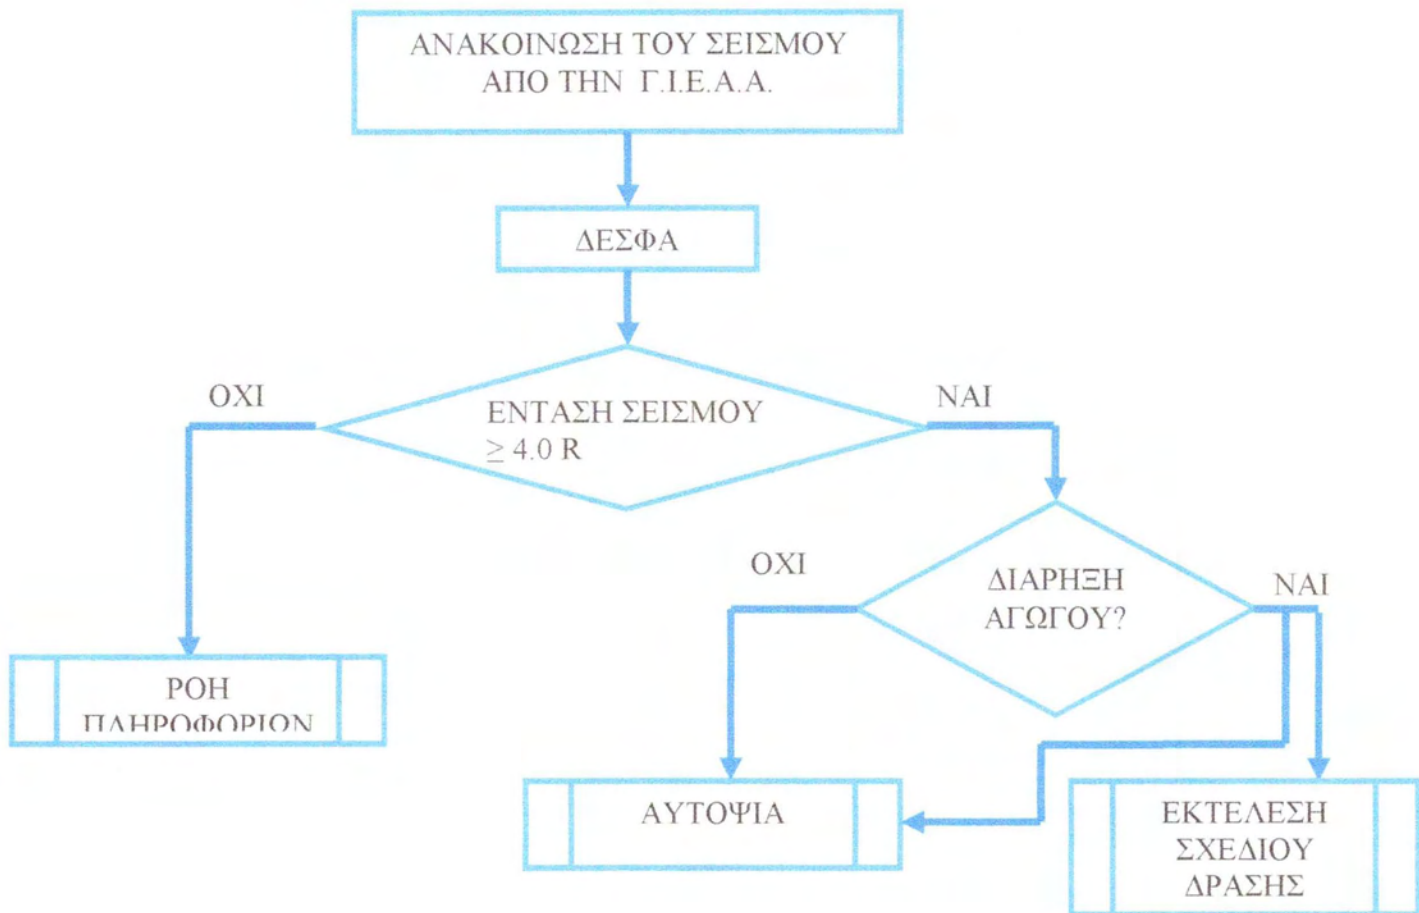 ΑΝΑΚΟΙΝΩΣΗ ΤΟΥ ΣΕΙΣΜΟΥ
ΑΠΟ ΤΗΝ Γ.Ι.Ε.Α.Α.
ΔΕΣΦΑ
ΟΧΙ
ΝΑΙ
ΕΝΤΑΣΗ ΣΕΙΣΜΟΥ
≥ 4.0 R
ΟΧΙ
ΔΙΑΡΗΞΗ
ΑΓΩΓΟΥ?
ΝΑΙ
ΡΟΗ
ΠΛΗΡΟΦΟΡΙΩΝ
ΑΥΤΟΨΙΑ
ΕΚΤΕΛΕΣΗ
ΣΧΕΔΙΟΥ
ΔΡΑΣΗΣ